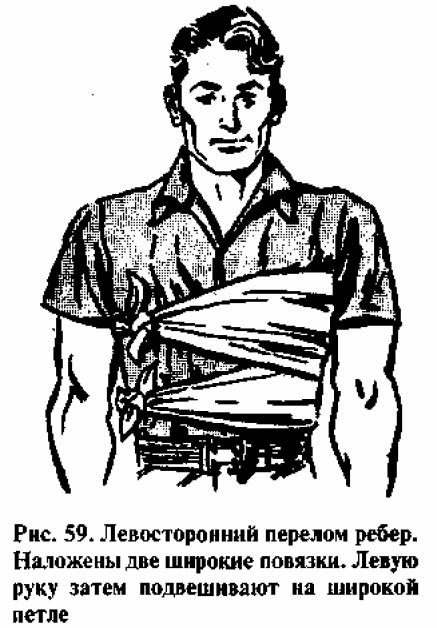 Рис. 59. Левосторонний перелом ребер.
Наложены две широкие повязки. Левую
руку затем подвешивают на широкой
петле